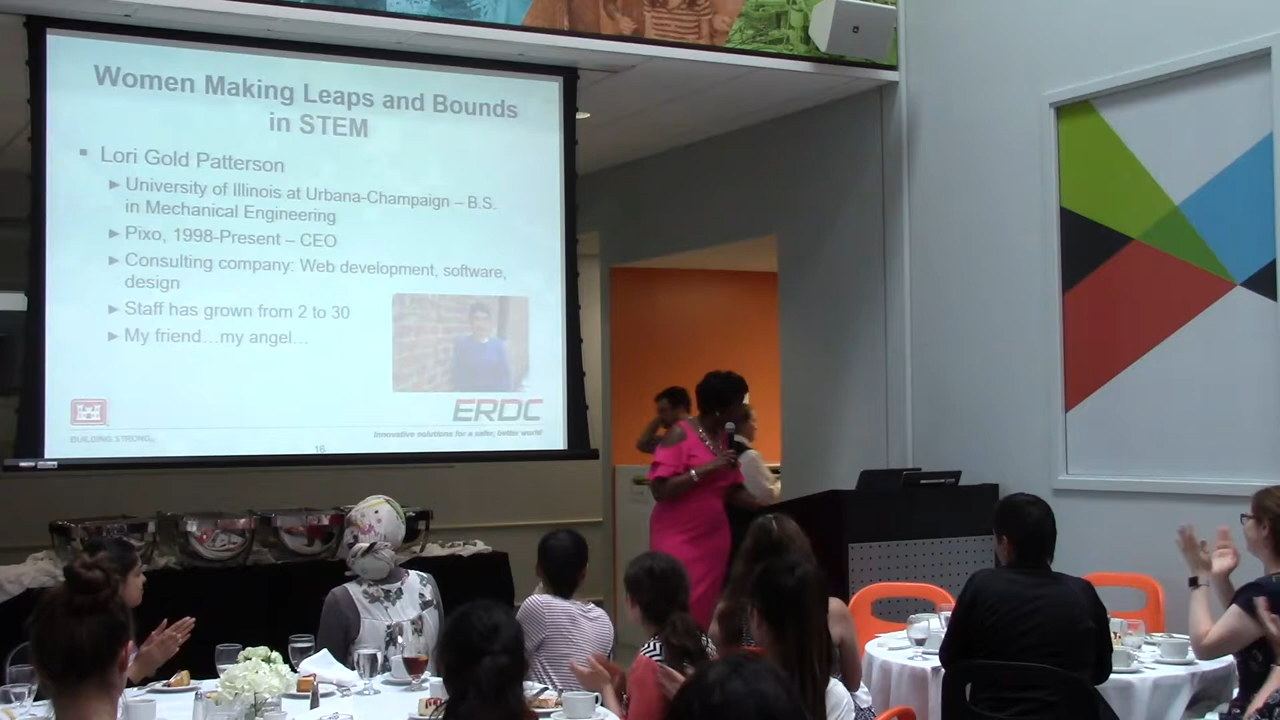 Women Making Leaps and Bounds
in STEM
▪ Lori Gold Patterson
► University of Illinois at Urbana-Champaign – B.S.
in Mechanical Engineering
► Pixo, 1998-Present – CEO
► Consulting company: Web development, software,
design
► Staff has grown from 2 to 30
► My friend…my angel…
ERDC
BUILDING STRONG®
Innovative solutions for a safer, better world
16